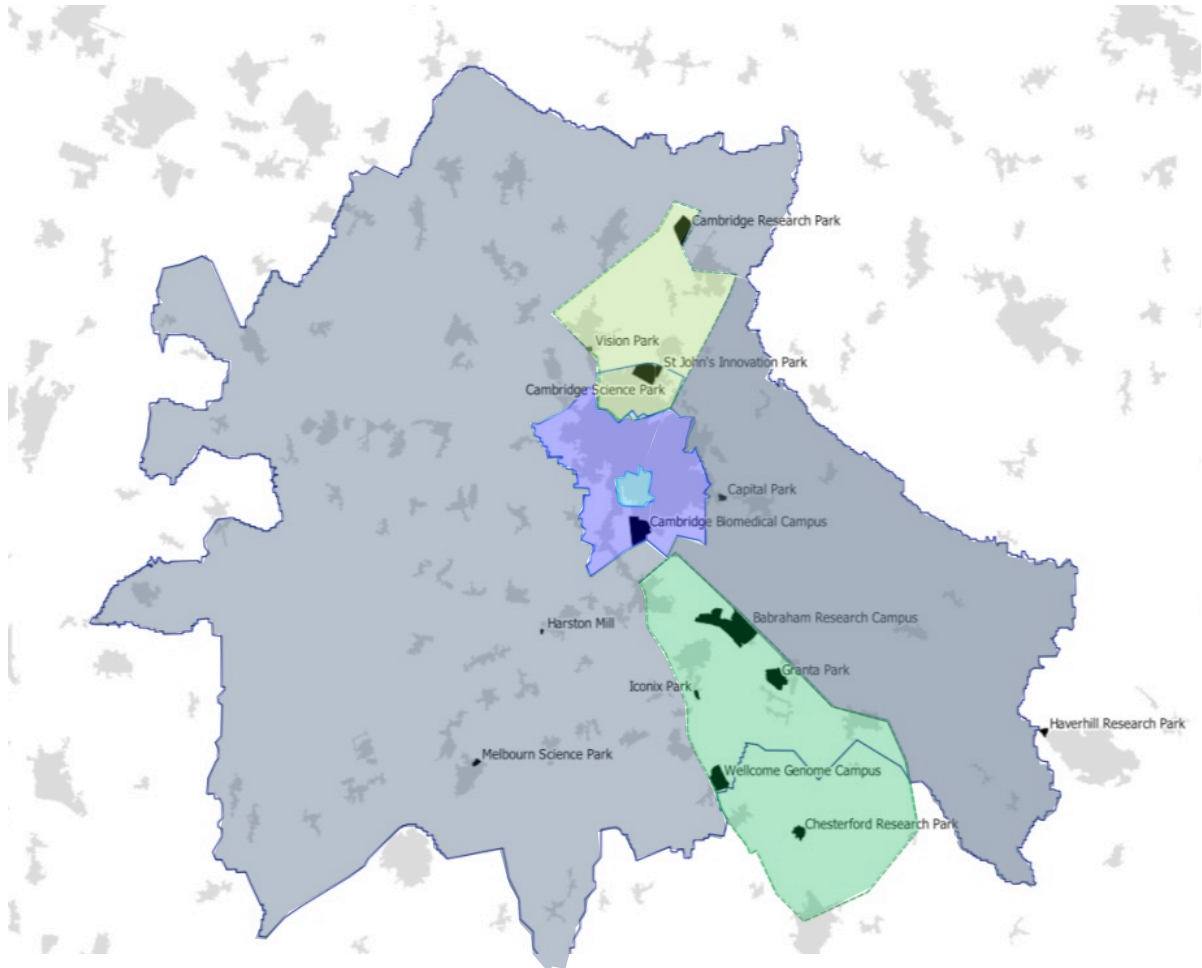 Cambridge Research Park
Vision Park
St John's Innovation Park
Cambridge Science Park
Capital Park
Cambridge Biomedical Campus
Harston Mill
Babraham Research Campus
Granta Park
Iconix Park
Haverhill Research Park
Melbourn Science Park
Wellcome Genome Campus
Chesterford Research Park